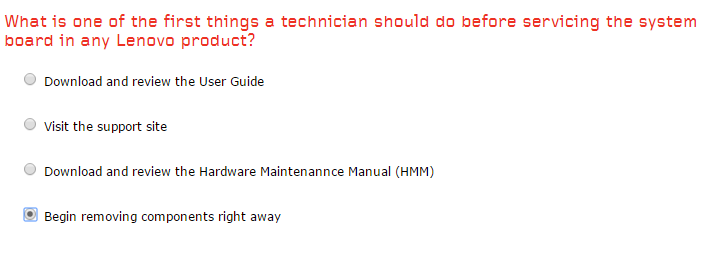 What is one of the first things a technician should do before servicing the system
board in any Lenovo product?
Download and review the User Guide
Visit the support site
Download and review the Hardware Maintenannce Manual (HMM)
Begin removing components right away